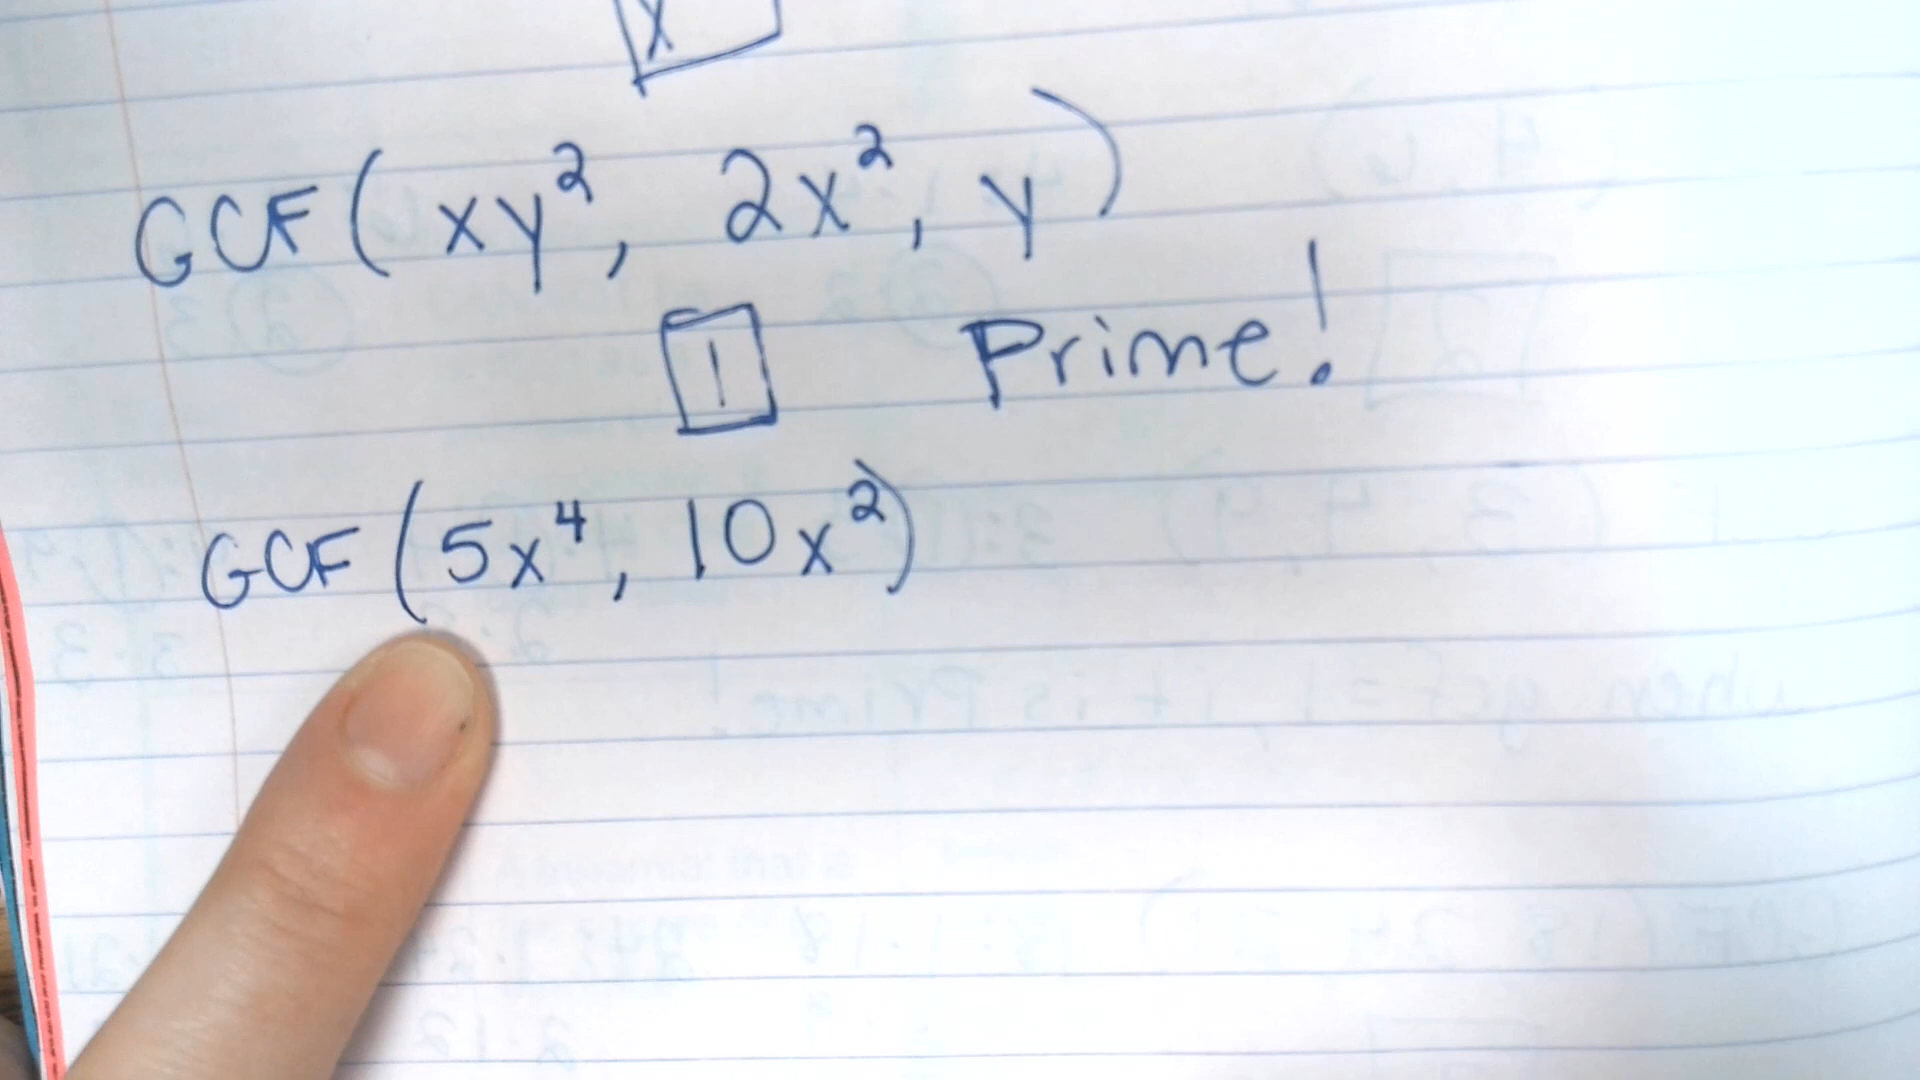 x
GCF(xy², 2x², y)
1 Prime!
GCF(5x⁴, 10x²)